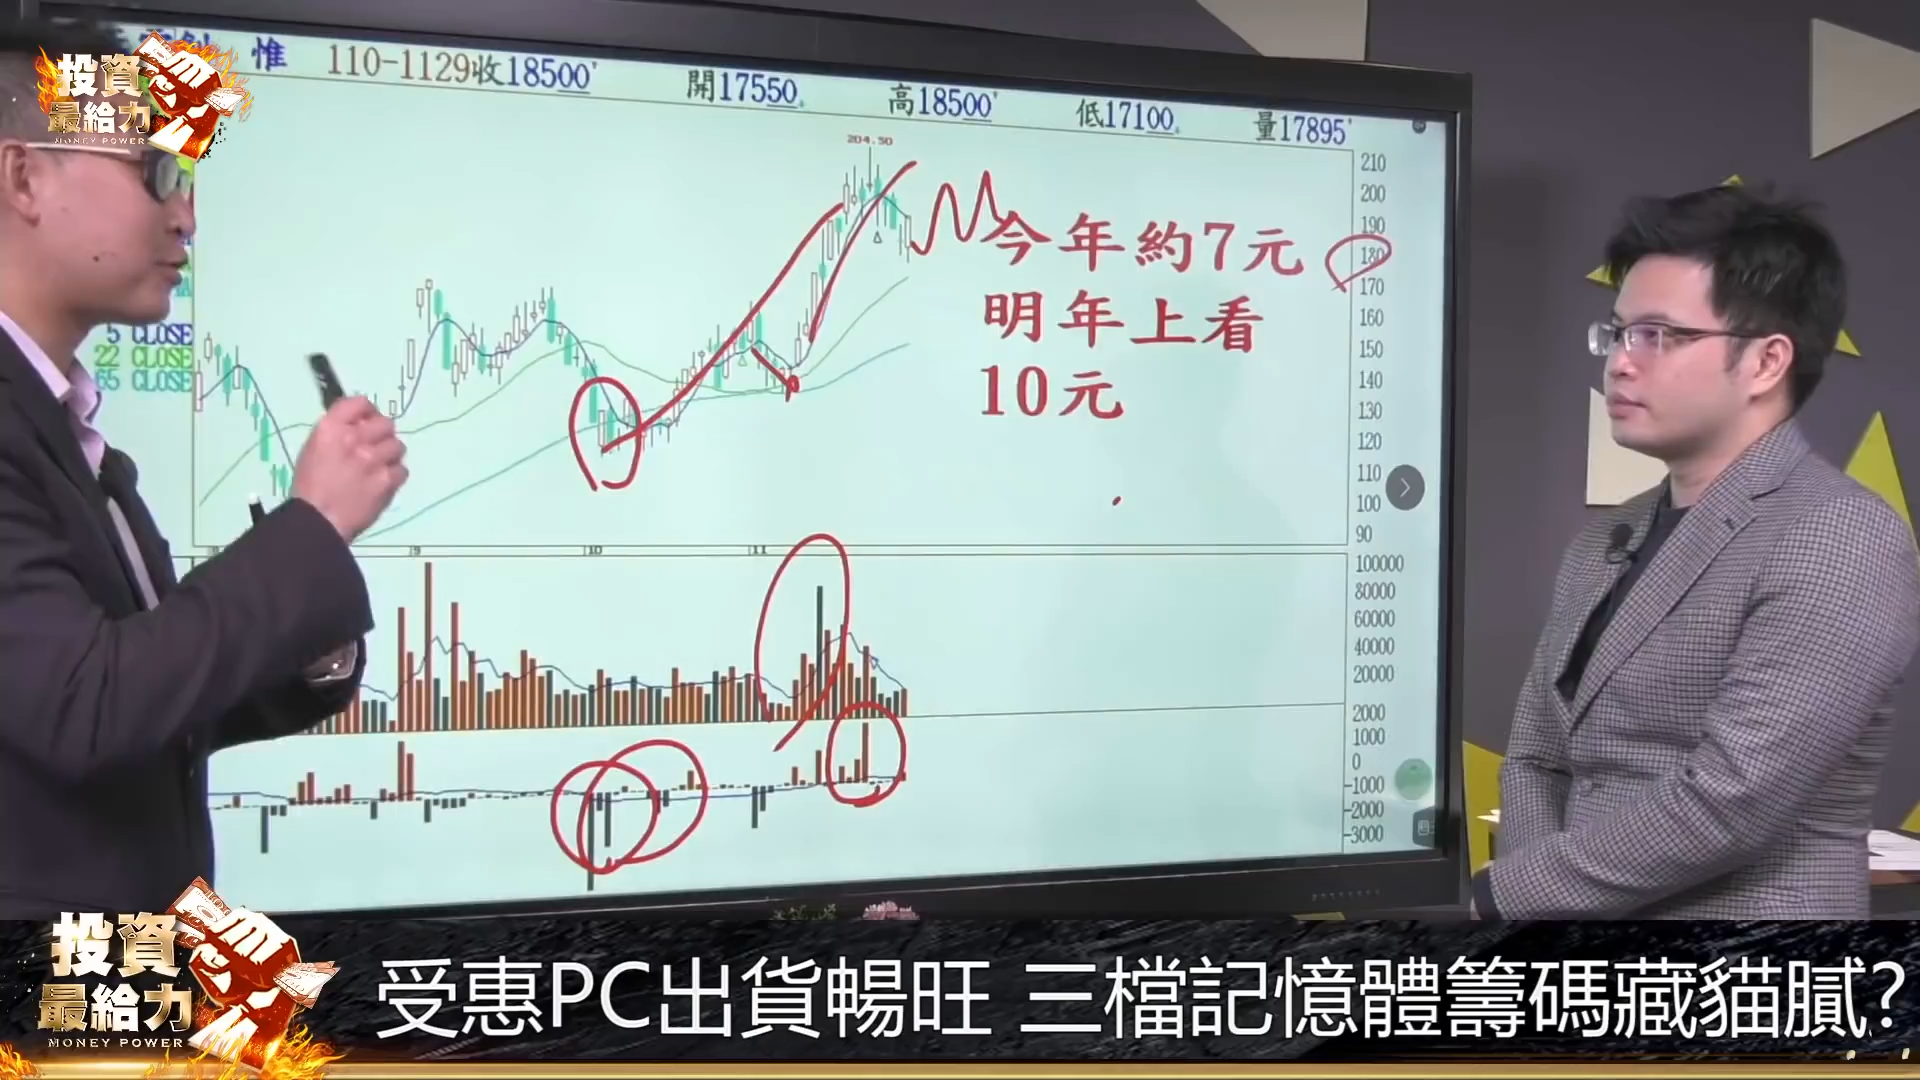 投資
最給力
MONEY POWER
惟 110-1129收18500' 開17550 高18500' 低17100 量17895'
204.50
210
200
190
180
170
160
150
140
130
120
110
100
90
今年約7元
明年上看
10元
5 CLOSE
22 CLOSE
65 CLOSE
9 10 11
100000
80000
60000
40000
20000
2000
1000
0
-1000
-2000
-3000
投資
最給力
MONEY POWER
受惠PC出貨暢旺 三檔記憶體籌碼藏貓膩?